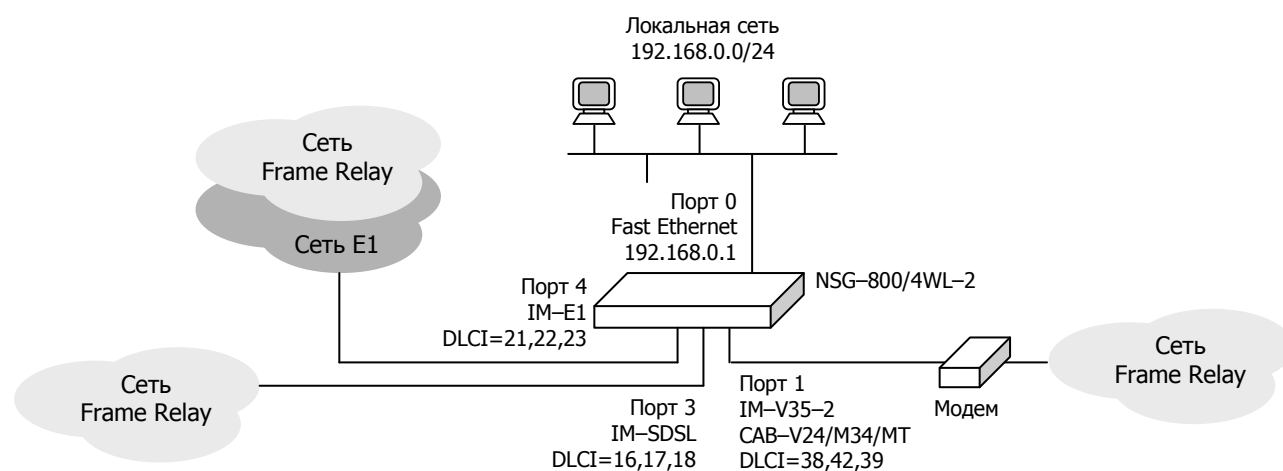 Локальная сеть
192.168.0.0/24
Сеть
Frame Relay
Сеть E1
Порт 0
Fast Ethernet
192.168.0.1
NSG–800/4WL–2
Порт 4
IM–E1
DLCI=21,22,23
Сеть
Frame Relay
Порт 3
IM–SDSL
DLCI=16,17,18
Порт 1
IM–V35–2
CAB–V24/M34/MT
DLCI=38,42,39
Модем
Сеть
Frame Relay